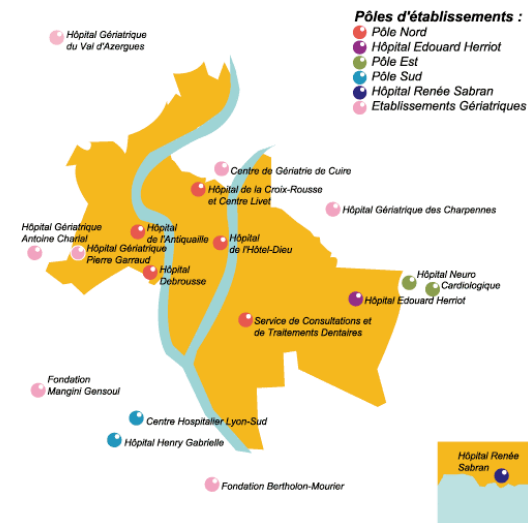 Pôles d'établissements :
Pôle Nord
Hôpital Edouard Herriot
Pôle Est
Pôle Sud
Hôpital Renée Sabran
Etablissements Gériatriques
Hôpital Gériatrique
du Val d'Azergues
Centre de Gériatrie de Cuire
Hôpital de la Croix-Rousse
et Centre Livet
Hôpital Gériatrique des Charpennes
Hôpital Gériatrique
Antoine Charial
Hôpital
de l'Antiquaille
Hôpital Gériatrique
Pierre Garraud
Hôpital
de l'Hôtel-Dieu
Hôpital
Debrousse
Hôpital Neuro
Cardiologique
Hôpital Edouard Herriot
Service de Consultations et
de Traitements Dentaires
Fondation
Mangini Gensoul
Centre Hospitalier Lyon-Sud
Hôpital Henry Gabrielle
Hôpital Renée
Sabran
Fondation Bertholon-Mourier